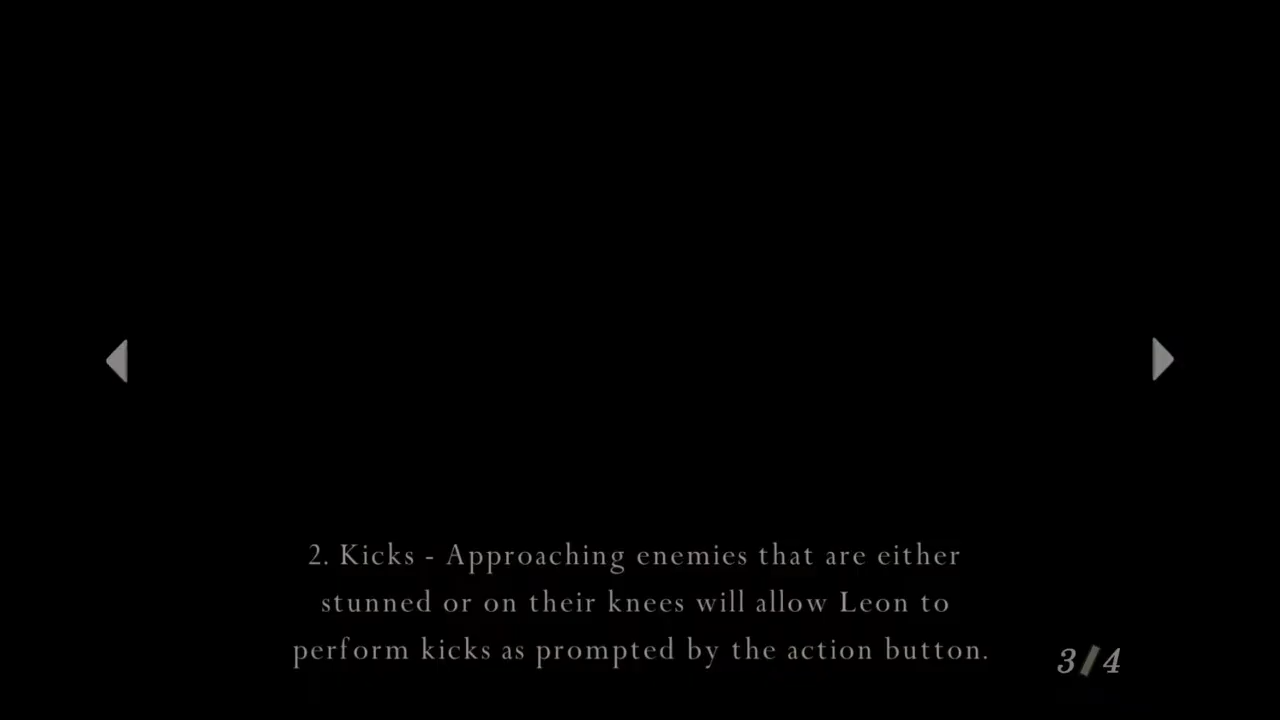 2. Kicks - Approaching enemies that are either
stunned or on their knees will allow Leon to
perform kicks as prompted by the action button.
3/4